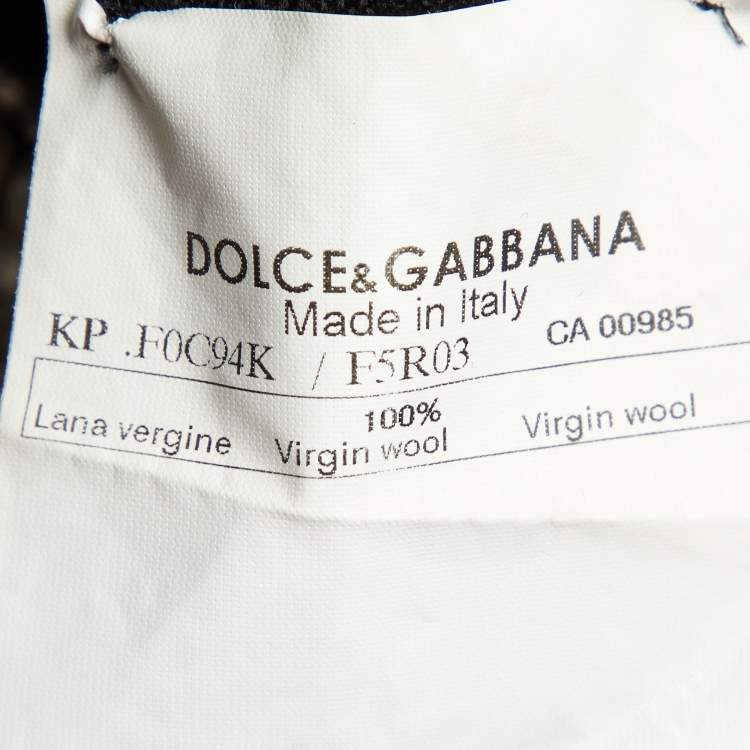 DOLCE&GABBANA
Made in Italy
KP .F0C94K / F5R03 CA 00985
100%
Lana vergine Virgin wool Virgin wool